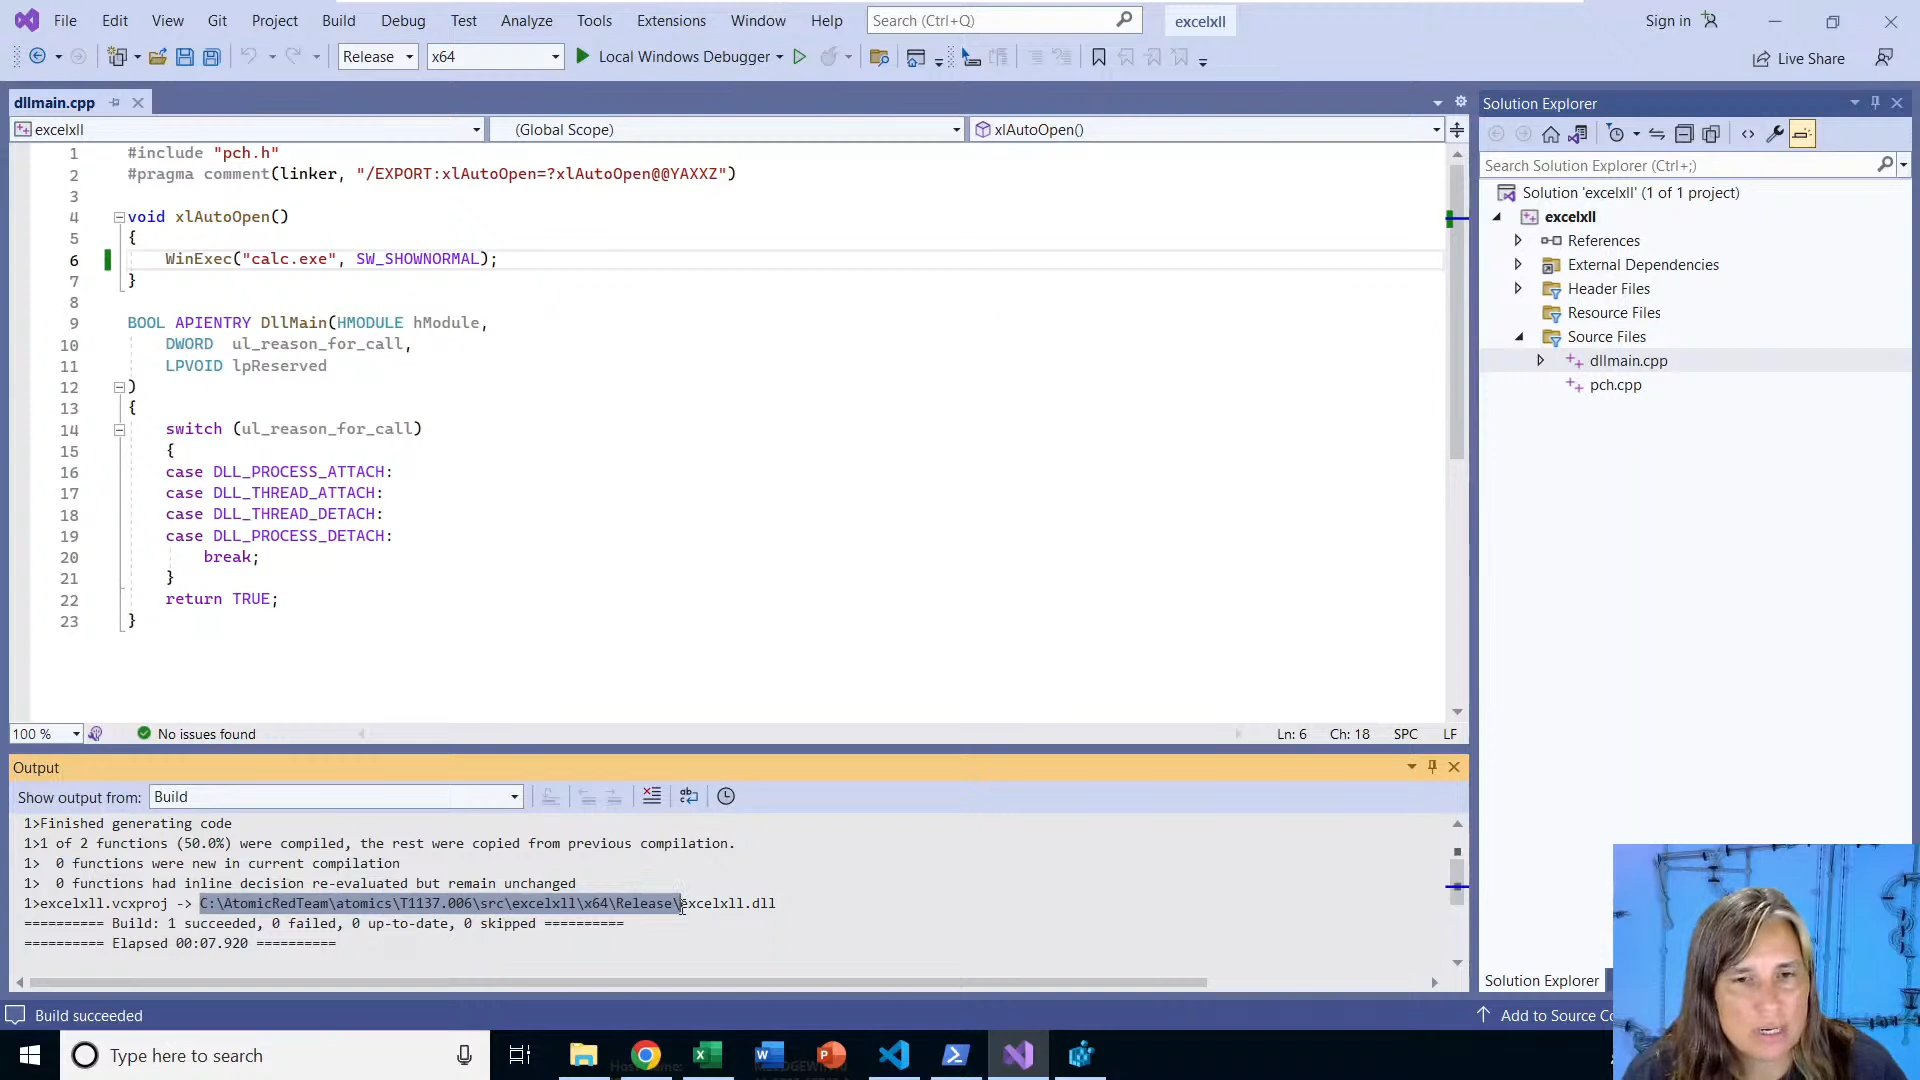 File Edit View Git Project Build Debug Test Analyze Tools Extensions Window Help Search (Ctrl+Q) excelxll Sign in
Release x64 Local Windows Debugger Live Share
dllmain.cpp
excelxll (Global Scope) xlAutoOpen()
1 #include "pch.h"
2 #pragma comment(linker, "/EXPORT:xlAutoOpen=?xlAutoOpen@@YAXXZ")
3
4 void xlAutoOpen()
5 {
6 WinExec("calc.exe", SW_SHOWNORMAL);
7 }
8
9 BOOL APIENTRY DllMain(HMODULE hModule,
10 DWORD ul_reason_for_call,
11 LPVOID lpReserved
12 )
13 {
14 switch (ul_reason_for_call)
15 {
16 case DLL_PROCESS_ATTACH:
17 case DLL_THREAD_ATTACH:
18 case DLL_THREAD_DETACH:
19 case DLL_PROCESS_DETACH:
20 break;
21 }
22 return TRUE;
23 }
100 % No issues found Ln: 6 Ch: 18 SPC LF
Output
Show output from: Build
1>Finished generating code
1>1 of 2 functions (50.0%) were compiled, the rest were copied from previous compilation.
1> 0 functions were new in current compilation
1> 0 functions had inline decision re-evaluated but remain unchanged
1>excelxll.vcxproj -> C:\AtomicRedTeam\atomics\T1137.006\src\excelxll\x64\Release\excelxll.dll
========== Build: 1 succeeded, 0 failed, 0 up-to-date, 0 skipped ==========
========== Elapsed 00:07.920 ==========
Solution Explorer
Search Solution Explorer (Ctrl+;)
Solution 'excelxll' (1 of 1 project)
excelxll
References
External Dependencies
Header Files
Resource Files
Source Files
dllmain.cpp
pch.cpp
Solution Explorer
Build succeeded Add to Source Co
Type here to search